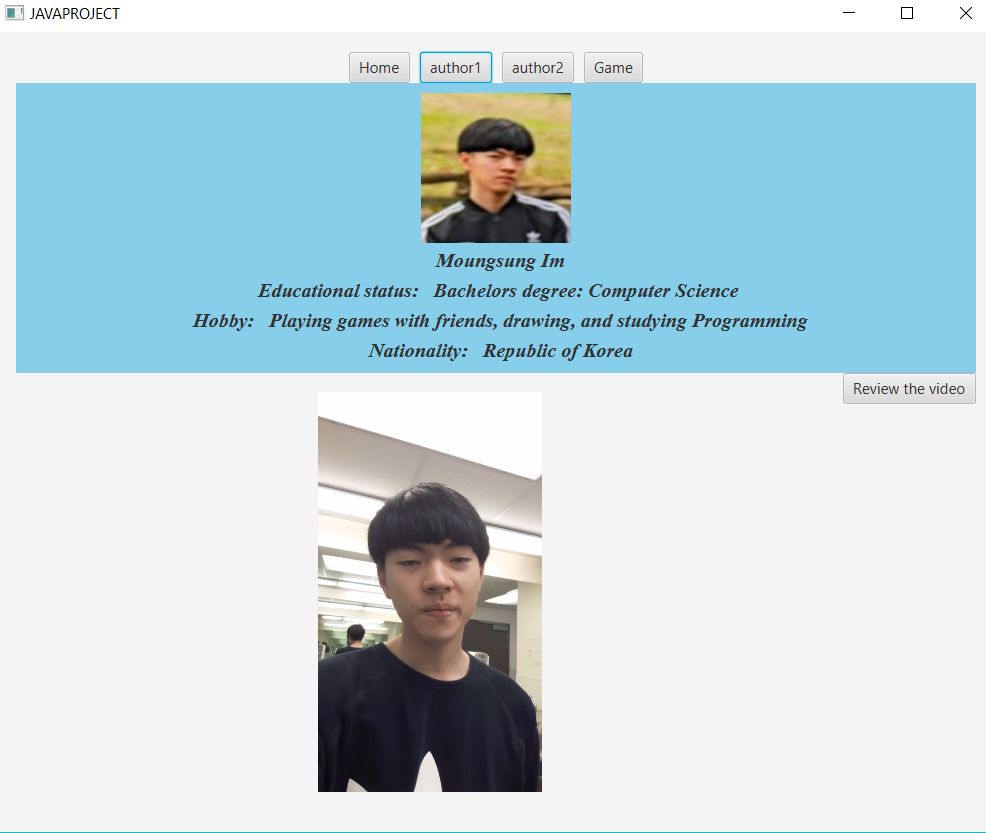 JAVAPROJECT
Home author1 author2 Game
Moungsung Im
Educational status: Bachelors degree: Computer Science
Hobby: Playing games with friends, drawing, and studying Programming
Nationality: Republic of Korea
Review the video